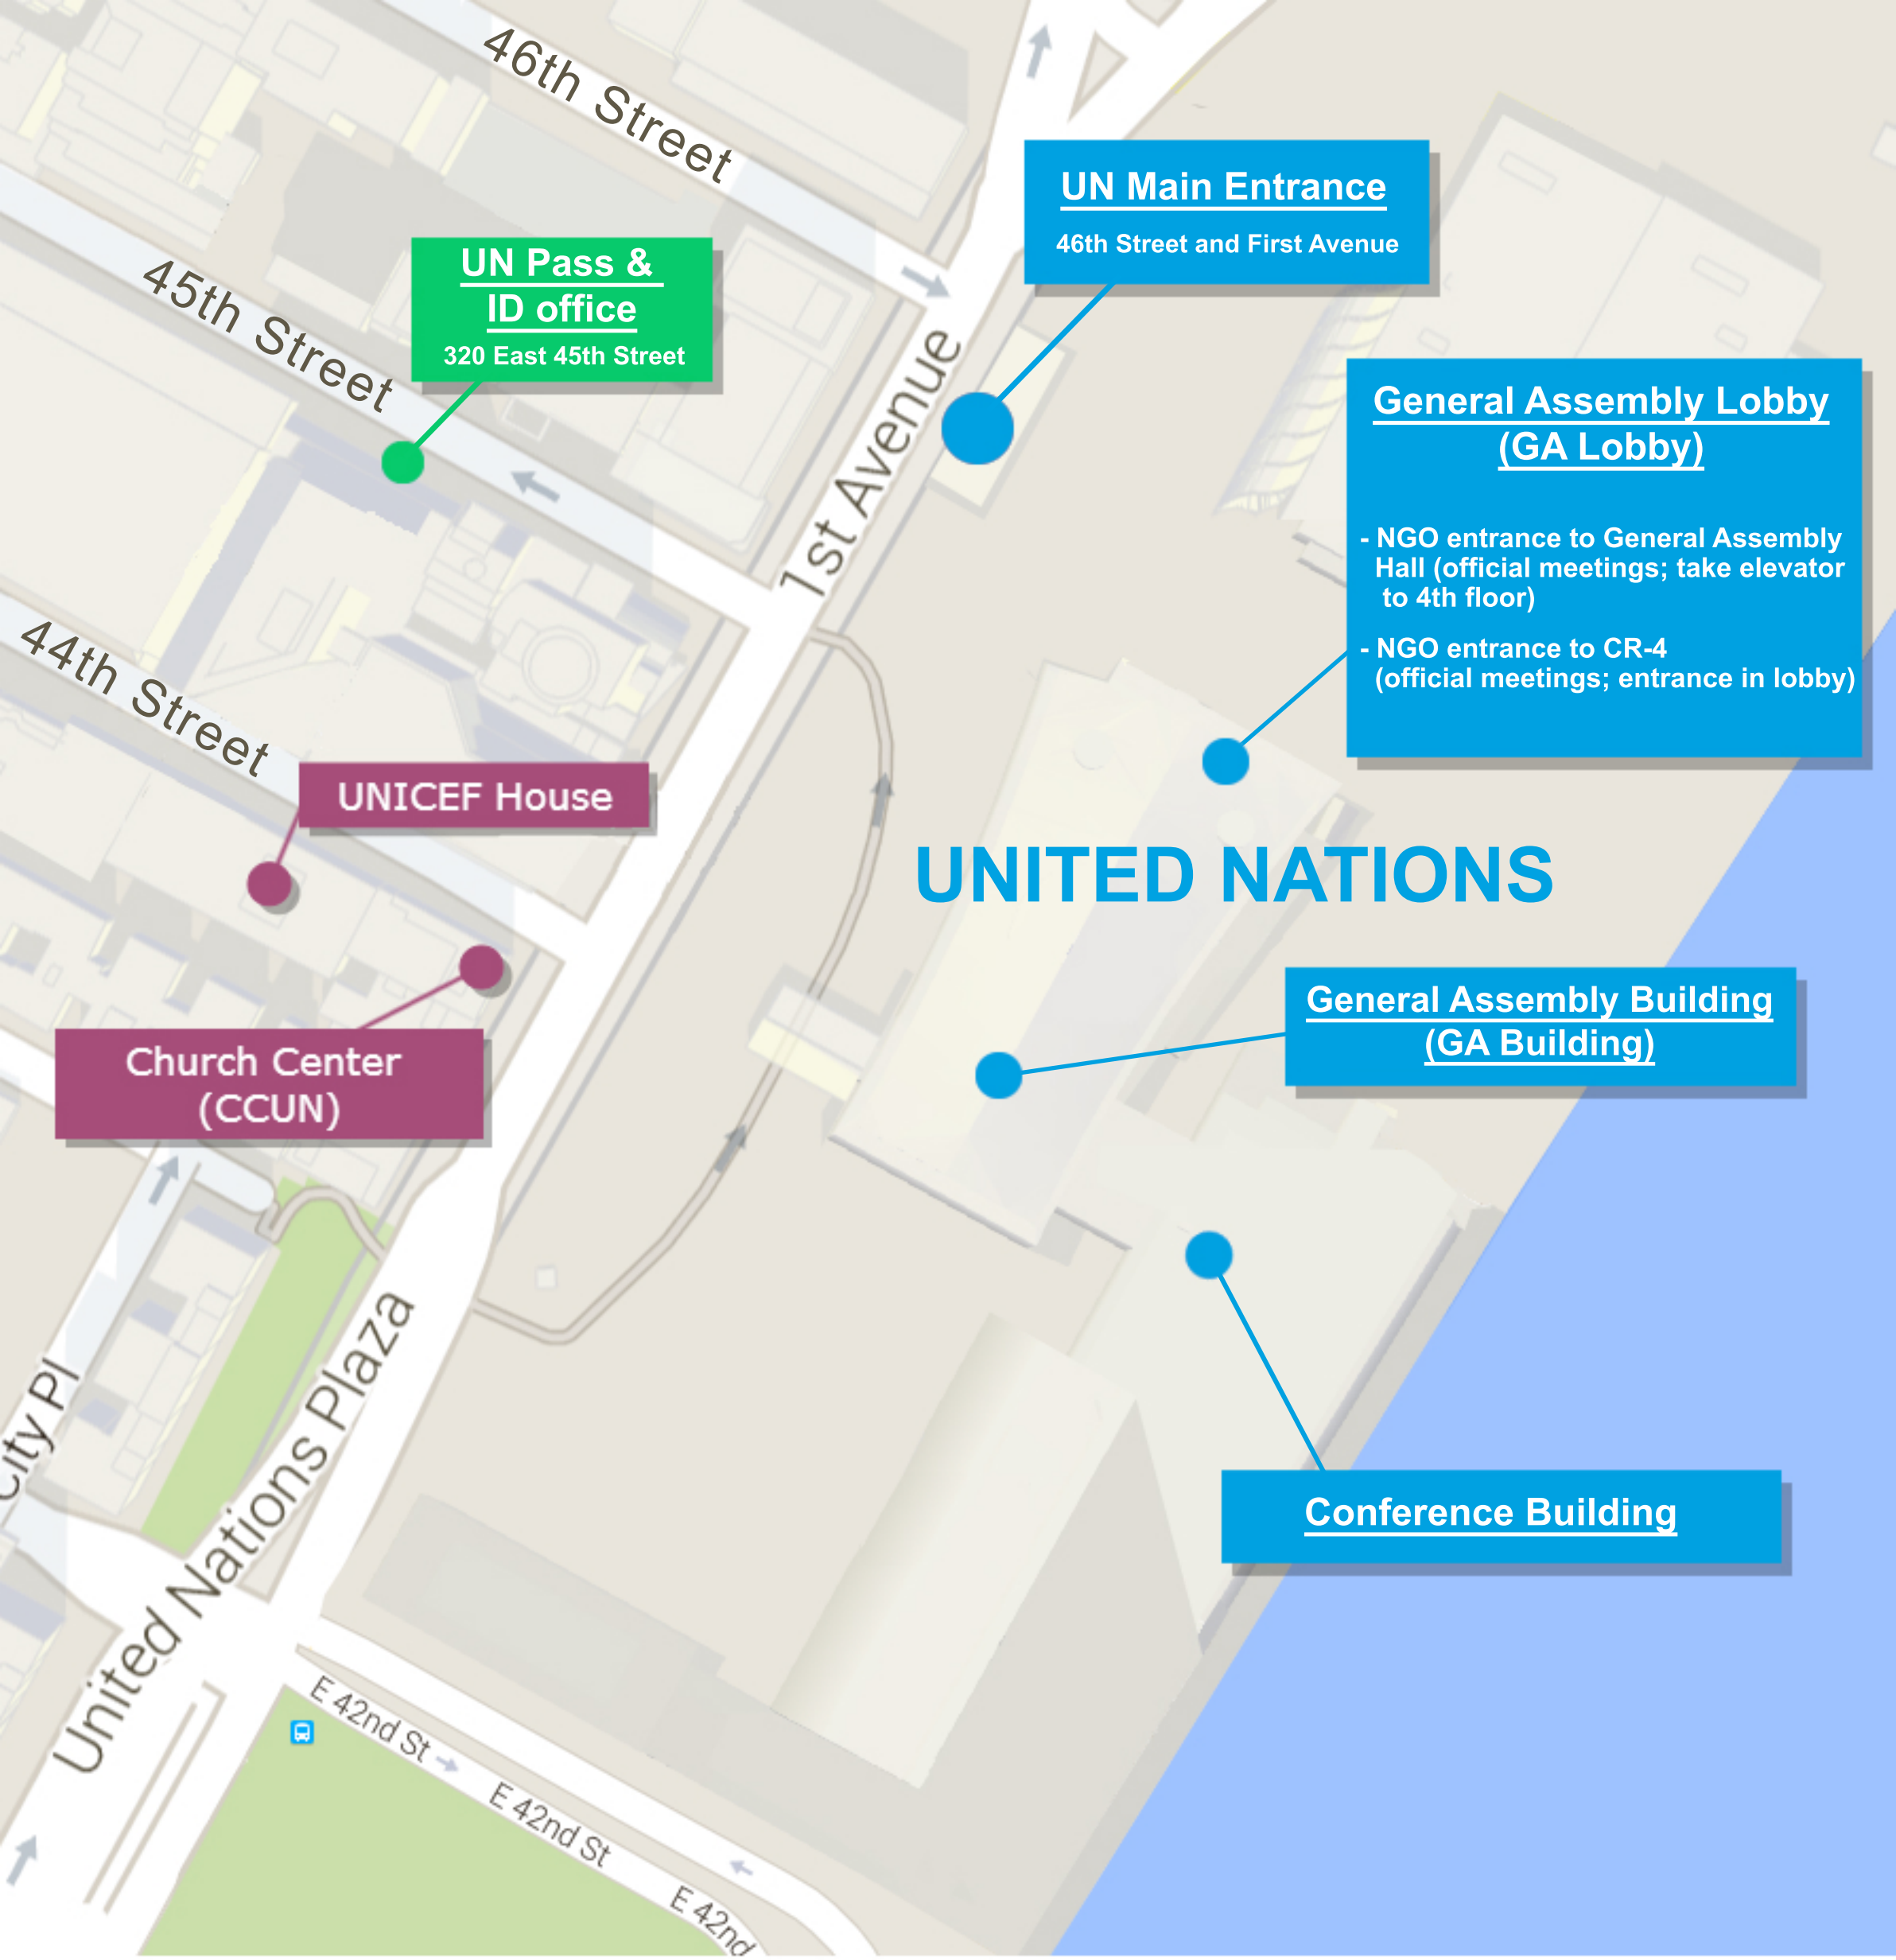 46th Street
UN Main Entrance
46th Street and First Avenue
UN Pass &
ID office
320 East 45th Street
45th Street
1st Avenue
General Assembly Lobby
(GA Lobby)
- NGO entrance to General Assembly
Hall (official meetings; take elevator
to 4th floor)
- NGO entrance to CR-4
(official meetings; entrance in lobby)
44th Street
UNICEF House
UNITED NATIONS
General Assembly Building
(GA Building)
Church Center
(CCUN)
City Pl
United Nations Plaza
Conference Building
E 42nd St
E 42nd St
E 42nd